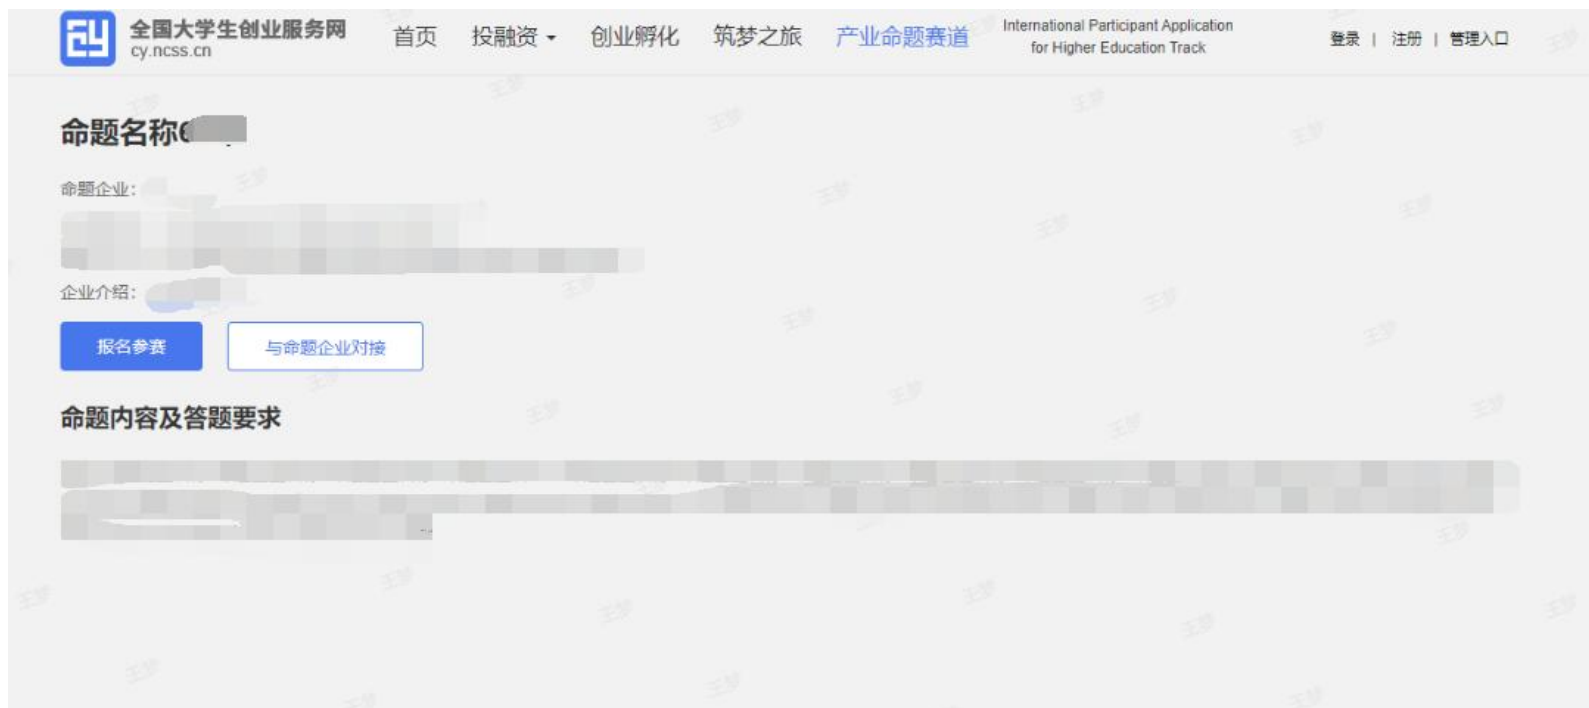 全国大学生创业服务网
cy.ncss.cn
首页 投融资 创业孵化 筑梦之旅 产业命题赛道
International Participant Application
for Higher Education Track
登录 | 注册 | 管理入口
命题名称
命题企业：
企业介绍：
报名参赛 与命题企业对接
命题内容及答题要求
王梦